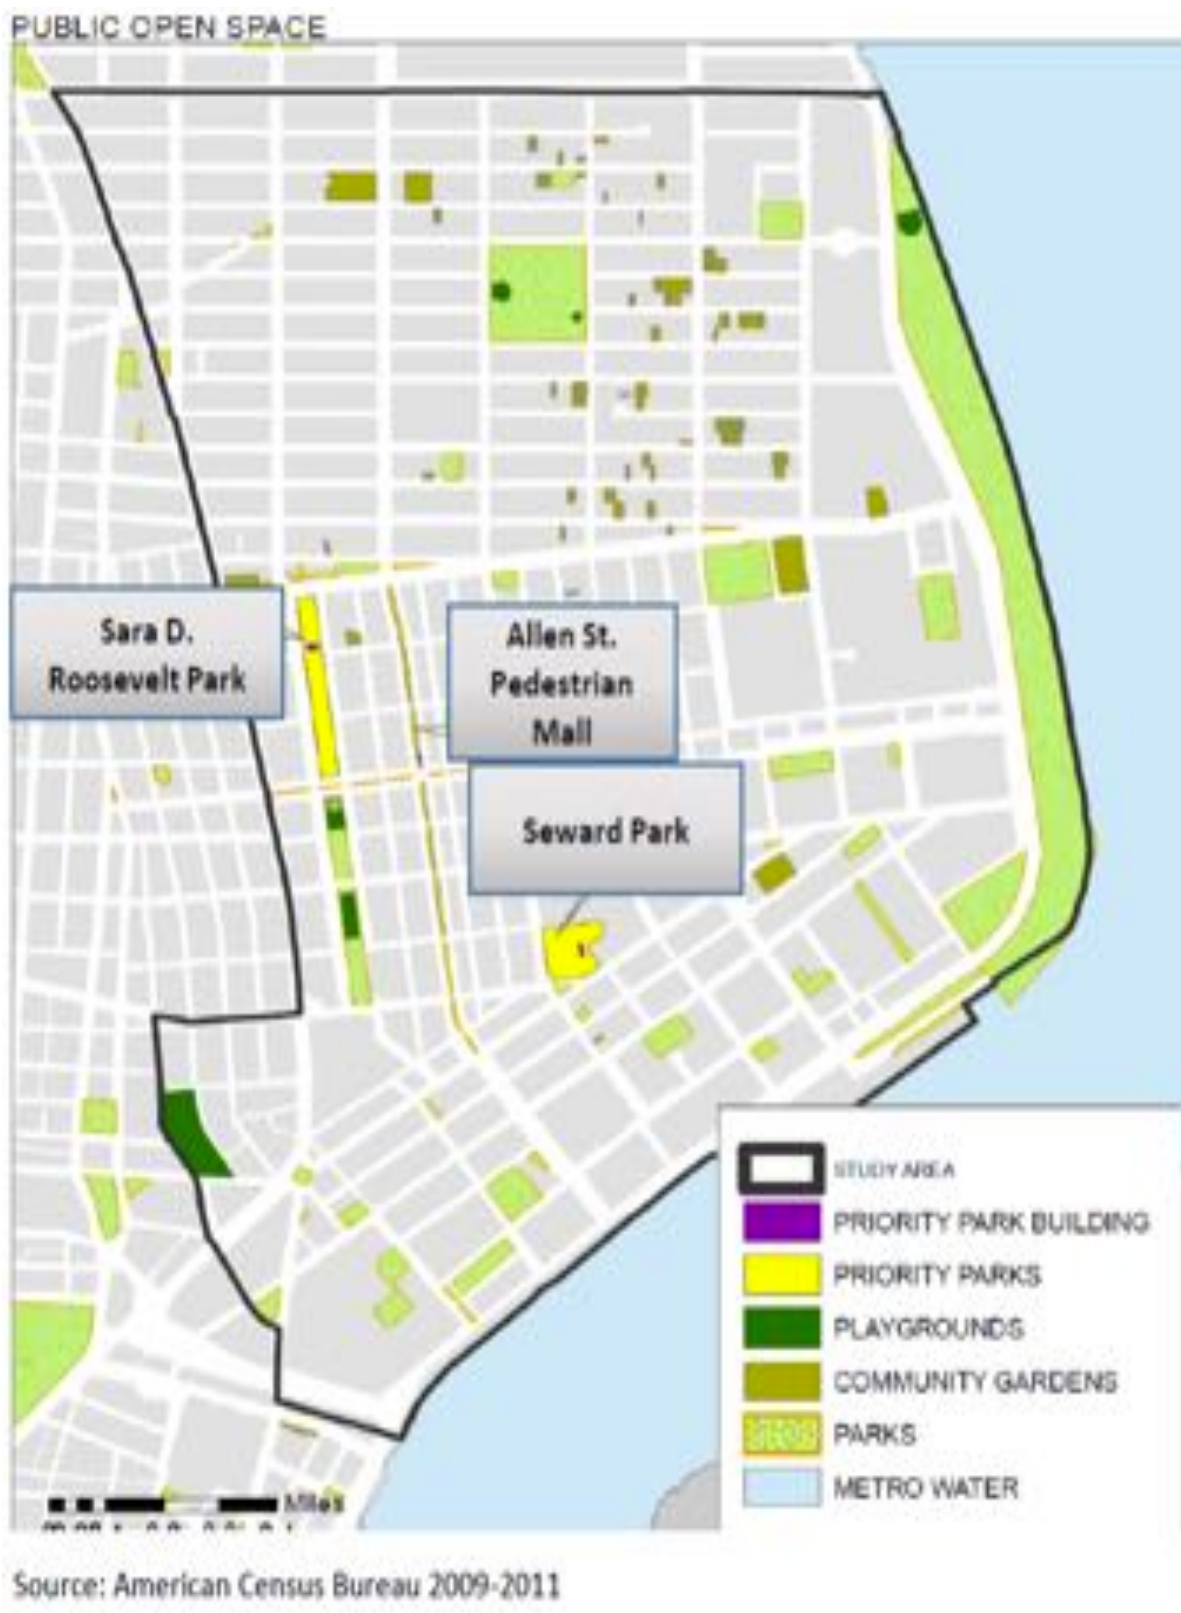 PUBLIC OPEN SPACE
Sara D.
Roosevelt Park
Allen St.
Pedestrian
Mall
Seward Park
STUDY AREA
PRIORITY PARK BUILDING
PRIORITY PARKS
PLAYGROUNDS
COMMUNITY GARDENS
PARKS
METRO WATER
Miles
Source: American Census Bureau 2009-2011